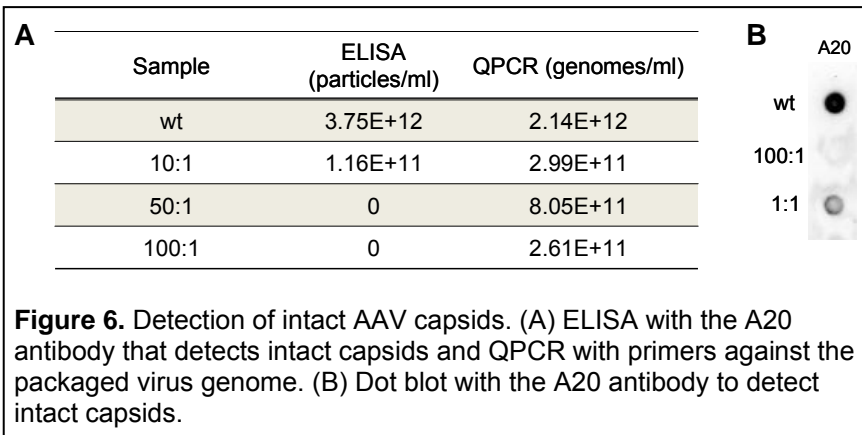 A
Sample ELISA (particles/ml) QPCR (genomes/ml)
wt 3.75E+12 2.14E+12
10:1 1.16E+11 2.99E+11
50:1 0 8.05E+11
100:1 0 2.61E+11
B
A20
wt
100:1
1:1
Figure 6. Detection of intact AAV capsids. (A) ELISA with the A20
antibody that detects intact capsids and QPCR with primers against the
packaged virus genome. (B) Dot blot with the A20 antibody to detect
intact capsids.